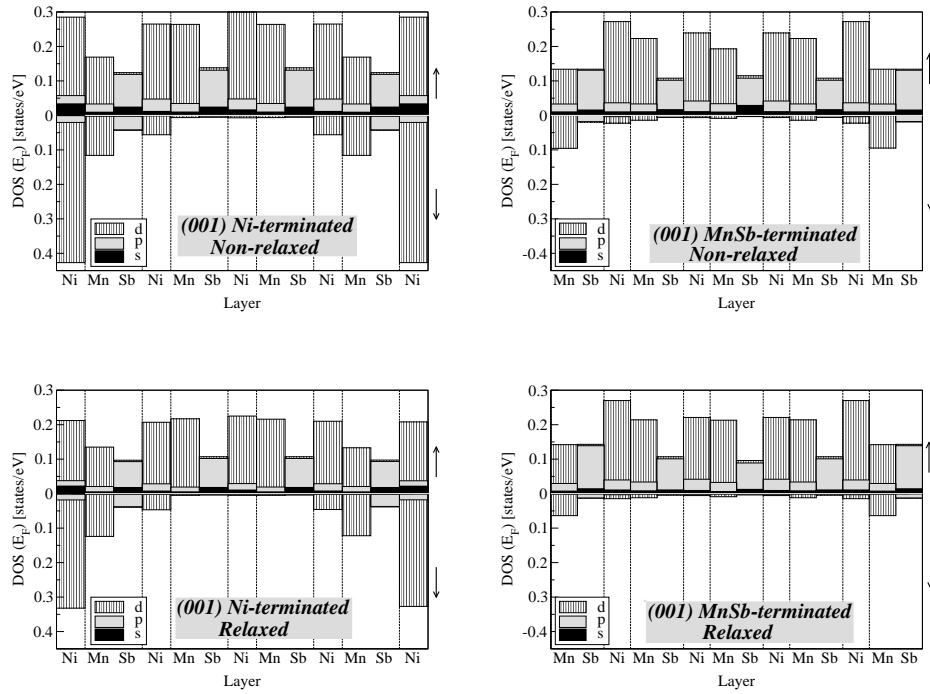 0.3
0.2
0.1
0
0.1
0.2
0.3
0.4
DOS (E_F) [states/eV]
d
p
s
(001) Ni-terminated
Non-relaxed
Ni Mn Sb Ni Mn Sb Ni Mn Sb Ni Mn Sb Ni
Layer
0.3
0.2
0.1
0
0.1
0.2
0.3
-0.4
DOS (E_F) [states/eV]
d
p
s
(001) MnSb-terminated
Non-relaxed
Mn Sb Ni Mn Sb Ni Mn Sb Ni Mn Sb Ni Mn Sb
Layer
0.3
0.2
0.1
0
0.1
0.2
0.3
0.4
DOS (E_F) [states/eV]
d
p
s
(001) Ni-terminated
Relaxed
Ni Mn Sb Ni Mn Sb Ni Mn Sb Ni Mn Sb Ni
Layer
0.3
0.2
0.1
0
0.1
0.2
0.3
-0.4
DOS (E_F) [states/eV]
d
p
s
(001) MnSb-terminated
Relaxed
Mn Sb Ni Mn Sb Ni Mn Sb Ni Mn Sb Ni Mn Sb
Layer